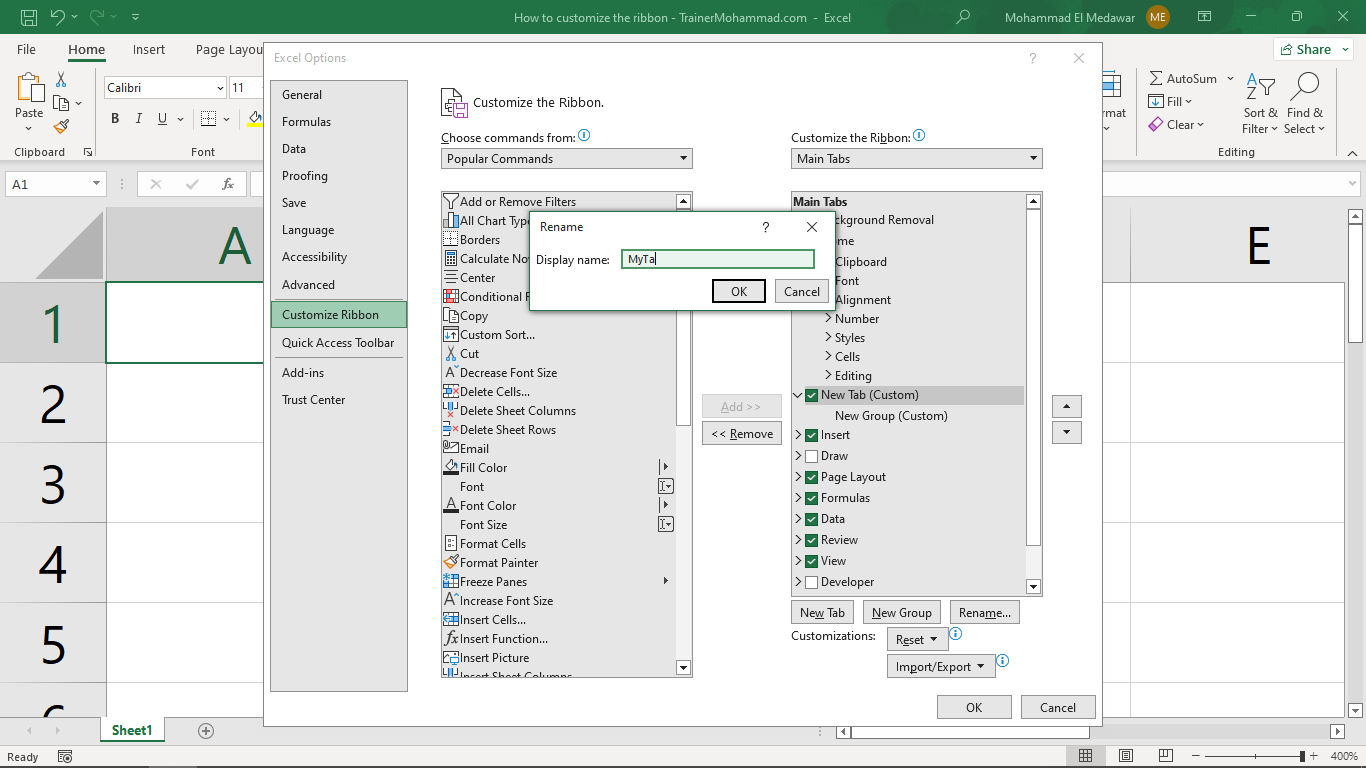 How to customize the ribbon - TrainerMohammad.com - Excel
Mohammad El Medawar
ME
File
Home
Insert
Page Layou
Share
Calibri
11
Paste
B
I
U
Clipboard
Font
rmat
AutoSum
Fill
Clear
Sort &
Filter
Find &
Select
Editing
A1
fx
A
E
1
2
3
4
5
6
Excel Options
?
General
Formulas
Data
Proofing
Save
Language
Accessibility
Advanced
Customize Ribbon
Quick Access Toolbar
Add-ins
Trust Center
Customize the Ribbon.
Choose commands from:
Popular Commands
Add or Remove Filters
All Chart Type
Borders
Calculate No
Center
Conditional F
Copy
Custom Sort...
Cut
Decrease Font Size
Delete Cells...
Delete Sheet Columns
Delete Sheet Rows
Email
Fill Color
Font
Font Color
Font Size
Format Cells
Format Painter
Freeze Panes
Increase Font Size
Insert Cells...
Insert Function...
Insert Picture
Insert Sheet Columns
Rename
?
Display name:
MyTa
OK
Cancel
Add >>
<< Remove
Customize the Ribbon:
Main Tabs
Main Tabs
ckground Removal
me
Clipboard
Font
Alignment
Number
Styles
Cells
Editing
New Tab (Custom)
New Group (Custom)
Insert
Draw
Page Layout
Formulas
Data
Review
View
Developer
New Tab
New Group
Rename...
Customizations:
Reset
Import/Export
OK
Cancel
Sheet1
Ready
400%